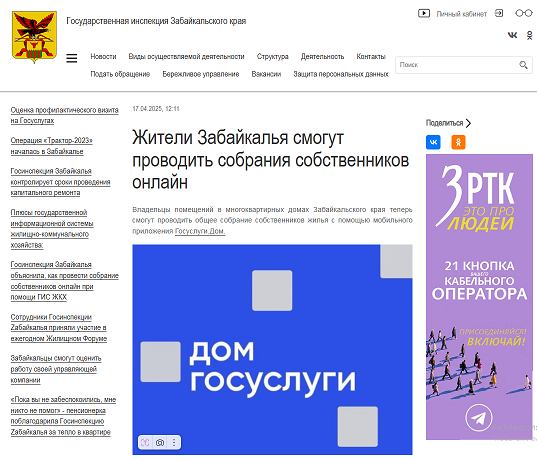 Государственная инспекция Забайкальского края
Личный кабинет
Новости Виды осуществляемой деятельности Структура Деятельность Контакты
Подать обращение Бережливое управление Вакансии Защита персональных данных
Поиск
Оценка профилактического визита
на Госуслугах
Операция «Трактор-2023»
началась в Забайкалье
Госинспекция Забайкалья
контролирует сроки проведения
капитального ремонта
Плюсы государственной
информационной системы
жилищно-коммунального
хозяйства:
Госинспекция Забайкалья
объяснила, как провести собрание
собственников онлайн при
помощи ГИС ЖКХ
Сотрудники Госинспекции
Забайкалья приняли участие в
ежегодном Жилищном Форуме
Забайкальцы смогут оценить
работу своей управляющей
компании
«Пока вы не забеспокоились, мне
никто не помог» - пенсионерка
поблагодарила Госинспекцию
Забайкалья за тепло в квартире
17.04.2025, 12:11
Жители Забайкалья смогут
проводить собрания собственников
онлайн
Владельцы помещений в многоквартирных домах Забайкальского края теперь
смогут проводить общее собрание собственников жилья с помощью мобильного
приложения Госуслуги.Дом.
ДОМ
ГОСУСЛУГИ
Поделиться
ЗРТК
ЭТО ПРО
ЛЮДЕЙ
21 КНОПКА
ВАШЕГО
КАБЕЛЬНОГО
ОПЕРАТОРА
ПРИСОЕДИНЯЙСЯ!
ВКЛЮЧАЙ!